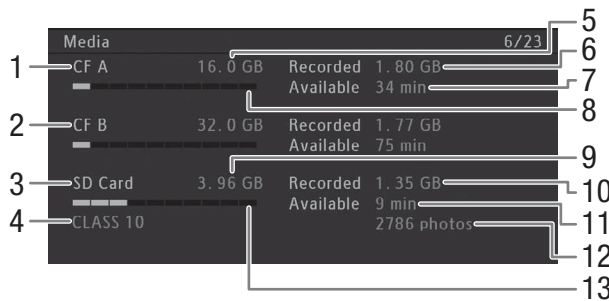 5
Media 6/23 6
1 CF A 16.0 GB Recorded 1.80 GB
Available 34 min 7
8
2 CF B 32.0 GB Recorded 1.77 GB
Available 75 min
9
3 SD Card 3.96 GB Recorded 1.35 GB 10
Available 9 min 11
4 CLASS 10 2786 photos
12
13